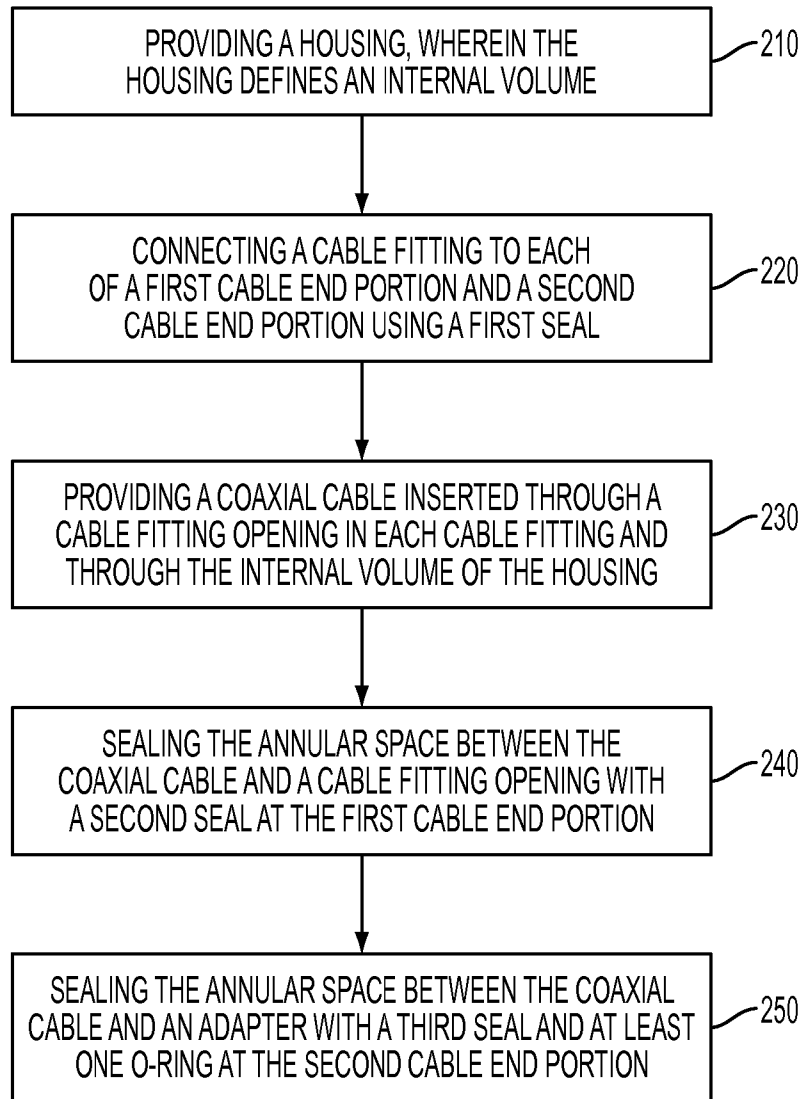 PROVIDING A HOUSING, WHEREIN THE
HOUSING DEFINES AN INTERNAL VOLUME
210
CONNECTING A CABLE FITTING TO EACH
OF A FIRST CABLE END PORTION AND A SECOND
CABLE END PORTION USING A FIRST SEAL
220
PROVIDING A COAXIAL CABLE INSERTED THROUGH A
CABLE FITTING OPENING IN EACH CABLE FITTING AND
THROUGH THE INTERNAL VOLUME OF THE HOUSING
230
SEALING THE ANNULAR SPACE BETWEEN THE
COAXIAL CABLE AND A CABLE FITTING OPENING WITH
A SECOND SEAL AT THE FIRST CABLE END PORTION
240
SEALING THE ANNULAR SPACE BETWEEN THE COAXIAL
CABLE AND AN ADAPTER WITH A THIRD SEAL AND AT LEAST
ONE O-RING AT THE SECOND CABLE END PORTION
250